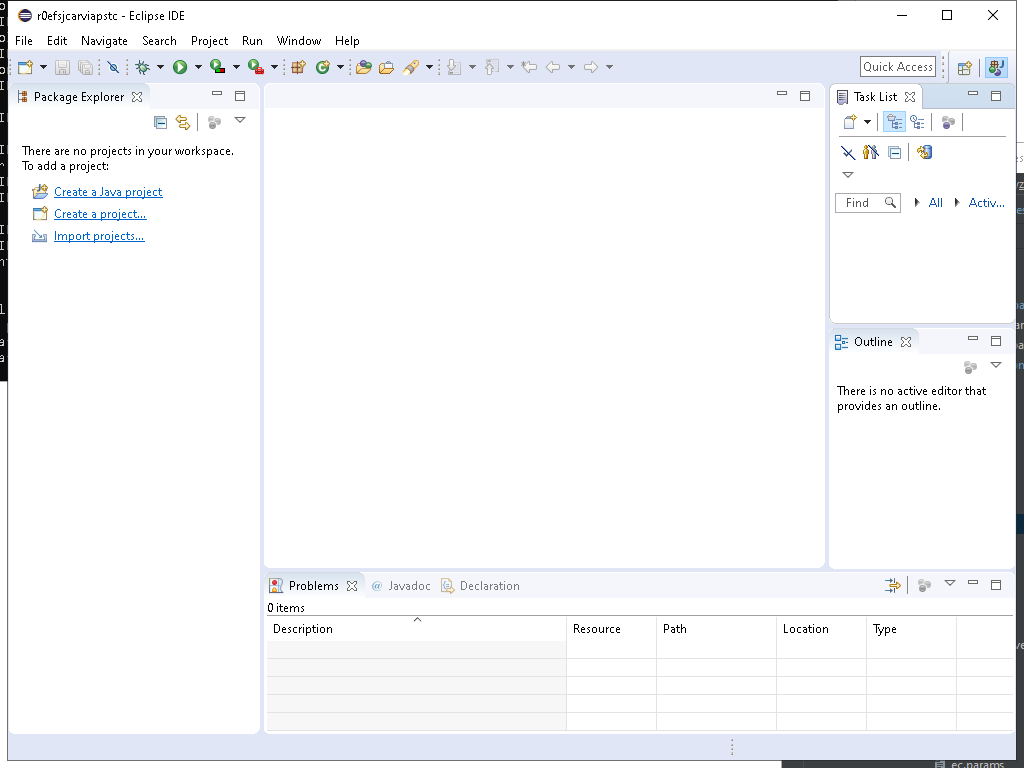 r0efsjcarviapstc - Eclipse IDE
File Edit Navigate Search Project Run Window Help
Quick Access
Package Explorer
Task List
There are no projects in your workspace.
To add a project:
Create a Java project
Create a project...
Import projects...
Find All Activ...
Outline
There is no active editor that
provides an outline.
Problems @ Javadoc Declaration
0 items
Description Resource Path Location Type
ec.params